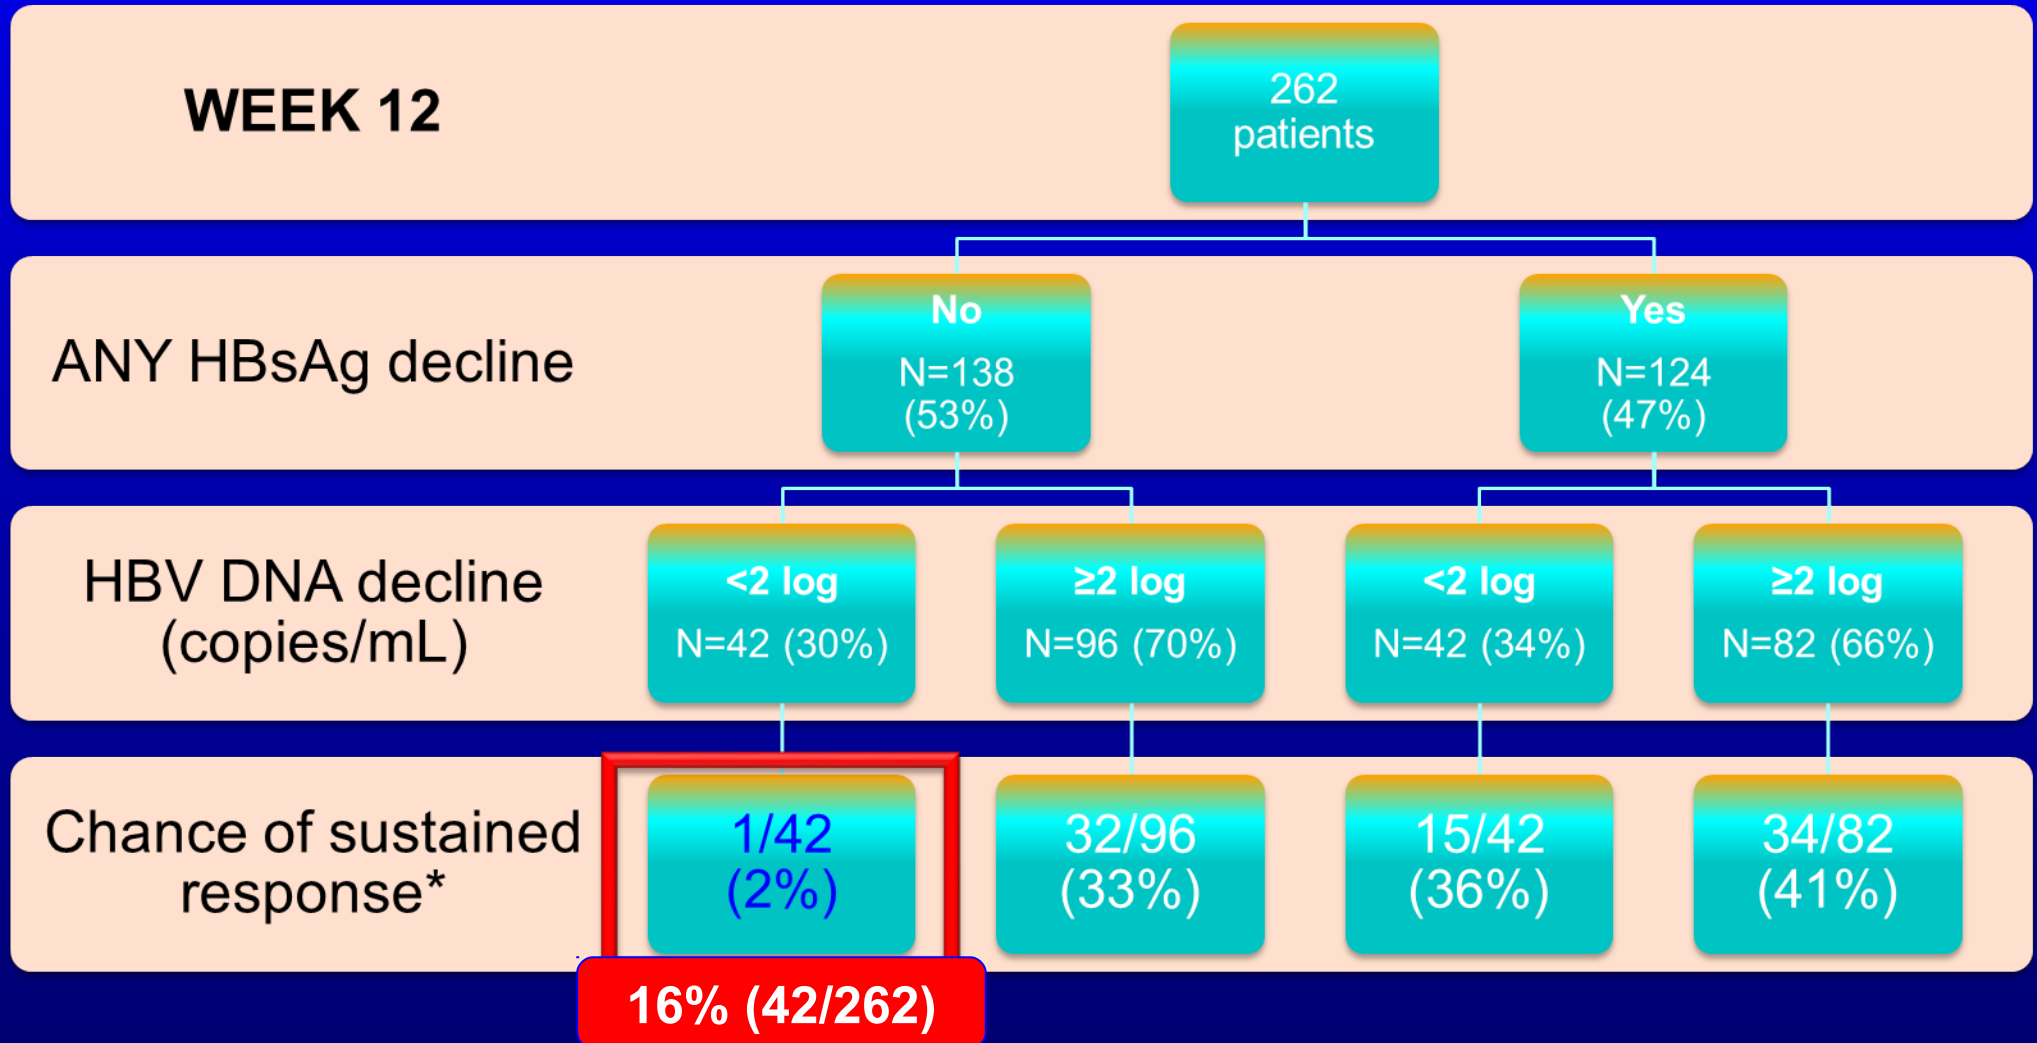 WEEK 12
262
patients
ANY HBsAg decline
No
N=138
(53%)
Yes
N=124
(47%)
HBV DNA decline
(copies/mL)
<2 log
N=42 (30%)
≥2 log
N=96 (70%)
<2 log
N=42 (34%)
≥2 log
N=82 (66%)
Chance of sustained
response*
1/42
(2%)
32/96
(33%)
15/42
(36%)
34/82
(41%)
16% (42/262)